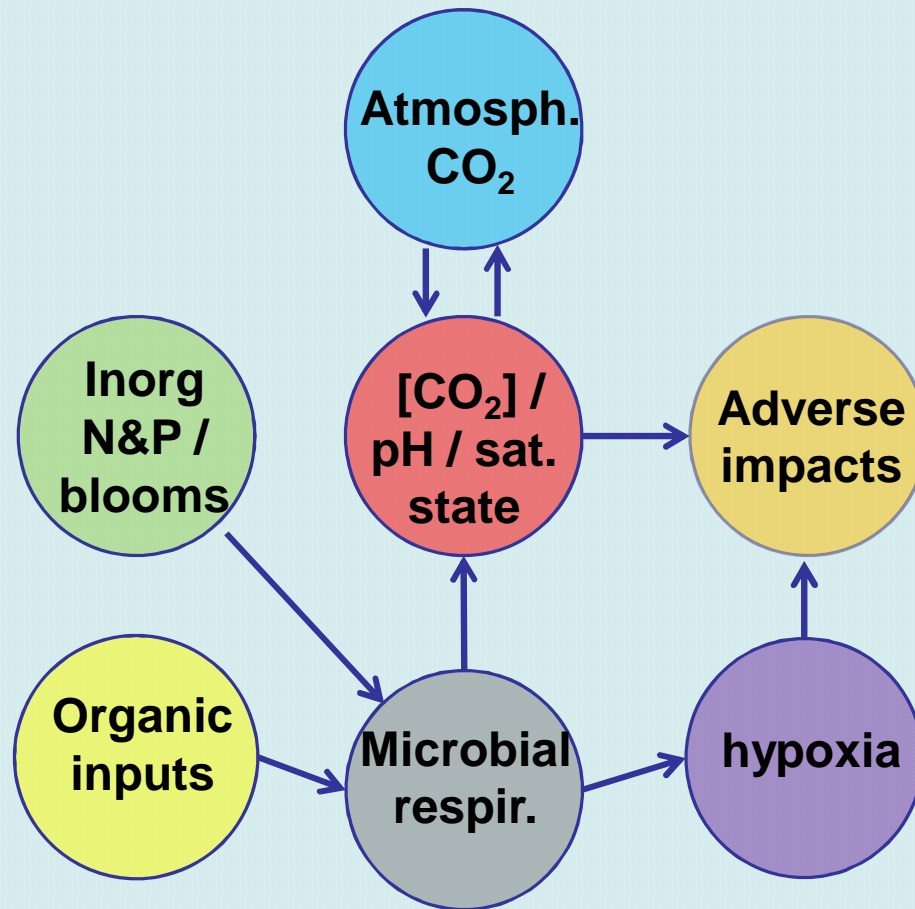 Atmosph.
CO₂
Inorg
N&P /
blooms
[CO₂] /
pH / sat.
state
Adverse
impacts
Organic
inputs
Microbial
respir.
hypoxia